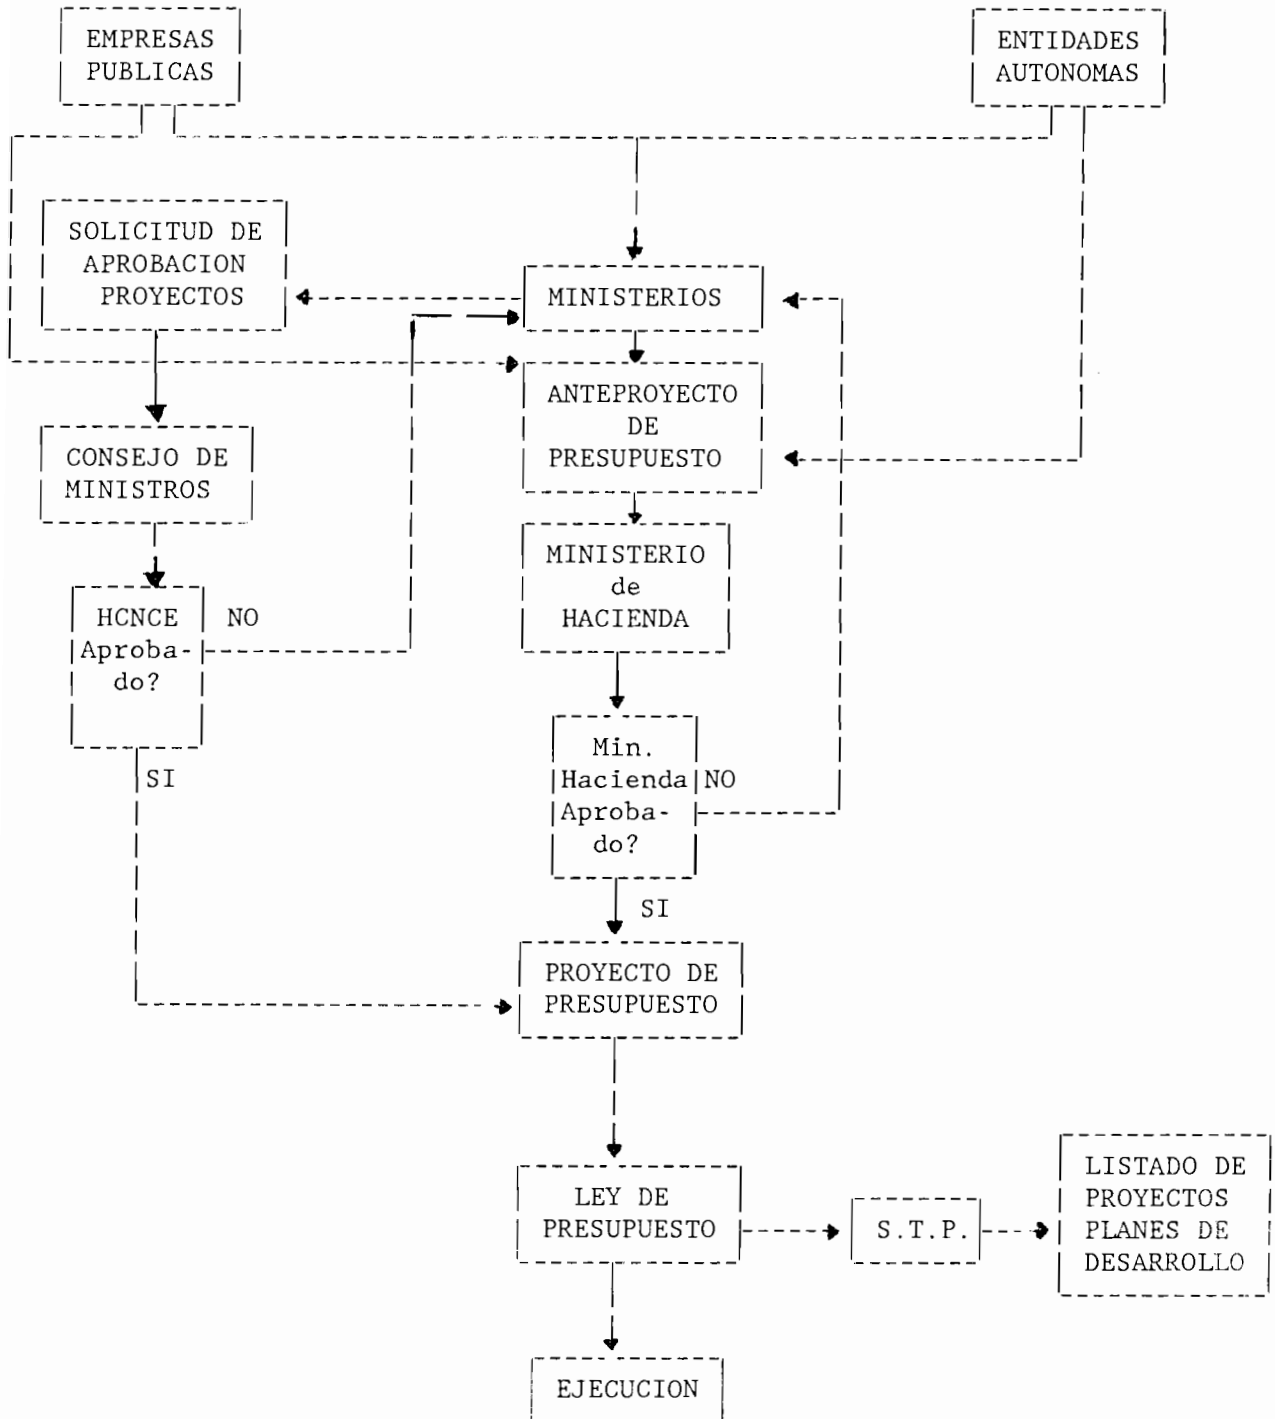 EMPRESAS
PUBLICAS
ENTIDADES
AUTONOMAS
SOLICITUD DE
APROBACION
PROYECTOS
MINISTERIOS
ANTEPROYECTO
DE
PRESUPUESTO
CONSEJO DE
MINISTROS
MINISTERIO
de
HACIENDA
HCNCE
Aproba-
do?
NO
SI
Min.
Hacienda
Aproba-
do?
NO
SI
PROYECTO DE
PRESUPUESTO
LEY DE
PRESUPUESTO
S.T.P.
LISTADO DE
PROYECTOS
PLANES DE
DESARROLLO
EJECUCION